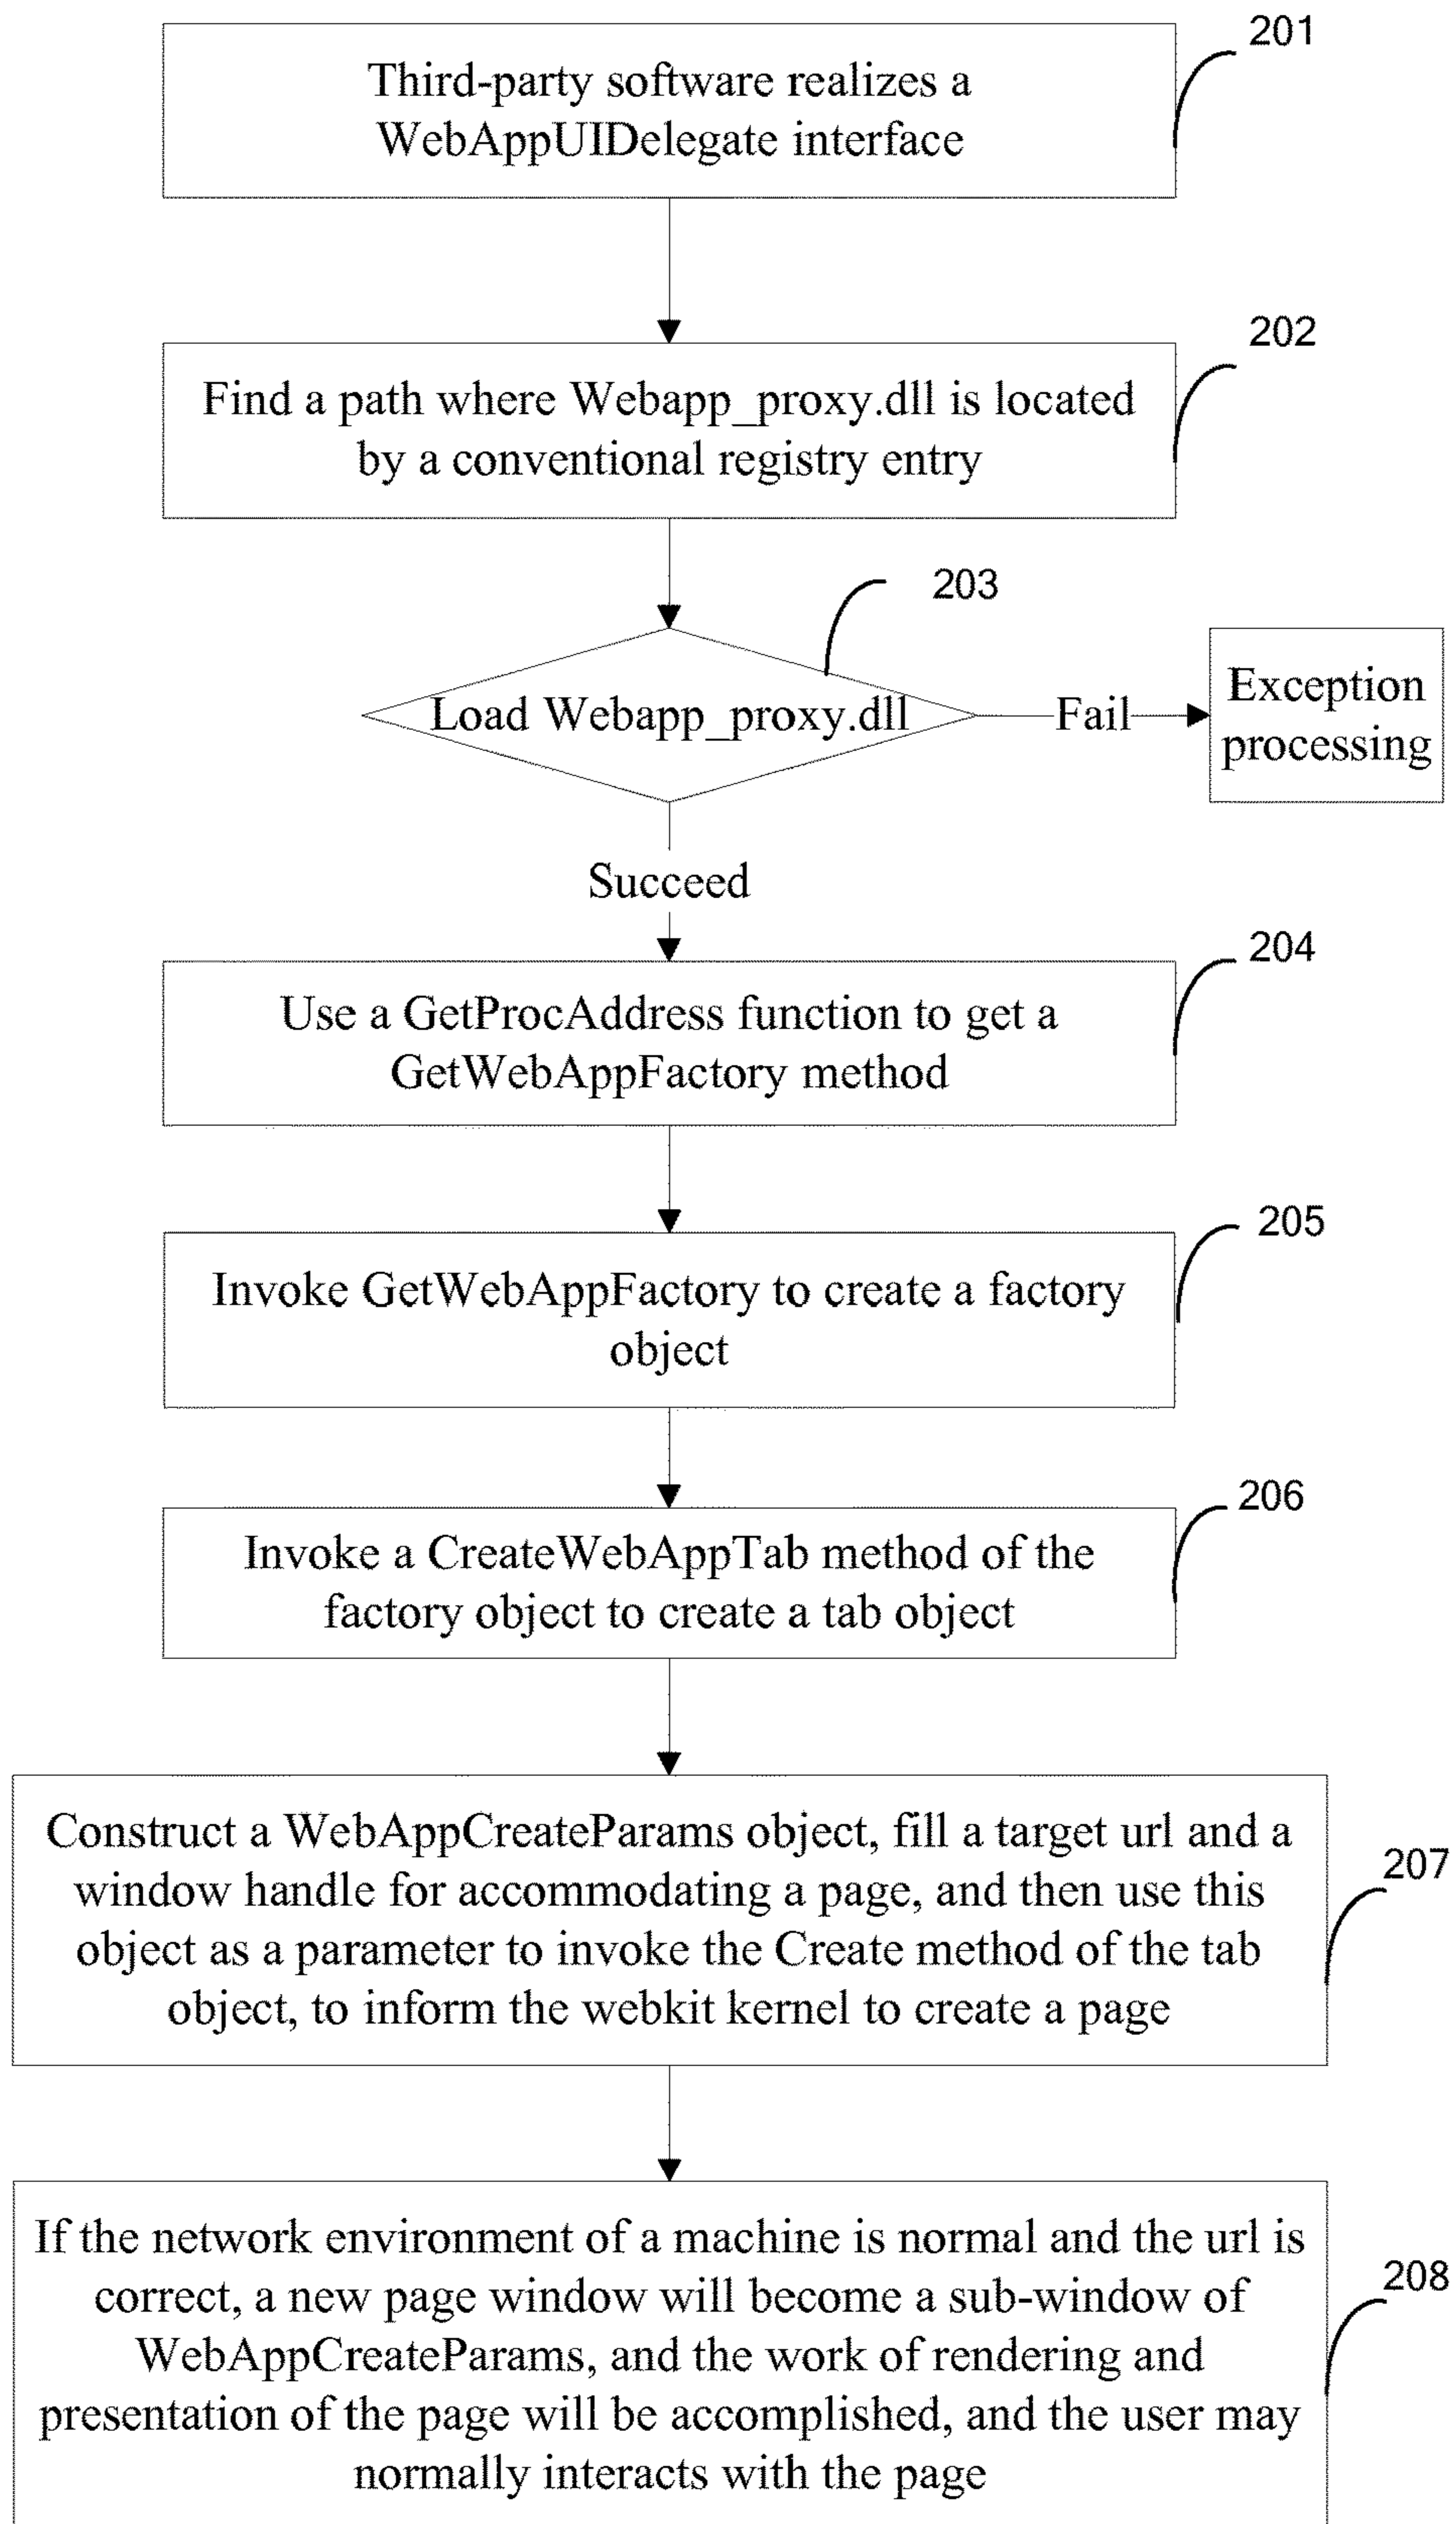 201
Third-party software realizes a
WebAppUIDelegate interface
202
Find a path where Webapp_proxy.dll is located
by a conventional registry entry
203
Load Webapp_proxy.dll
Fail
Exception
processing
Succeed
204
Use a GetProcAddress function to get a
GetWebAppFactory method
205
Invoke GetWebAppFactory to create a factory
object
206
Invoke a CreateWebAppTab method of the
factory object to create a tab object
207
Construct a WebAppCreateParams object, fill a target url and a
window handle for accommodating a page, and then use this
object as a parameter to invoke the Create method of the tab
object, to inform the webkit kernel to create a page
208
If the network environment of a machine is normal and the url is
correct, a new page window will become a sub-window of
WebAppCreateParams, and the work of rendering and
presentation of the page will be accomplished, and the user may
normally interacts with the page